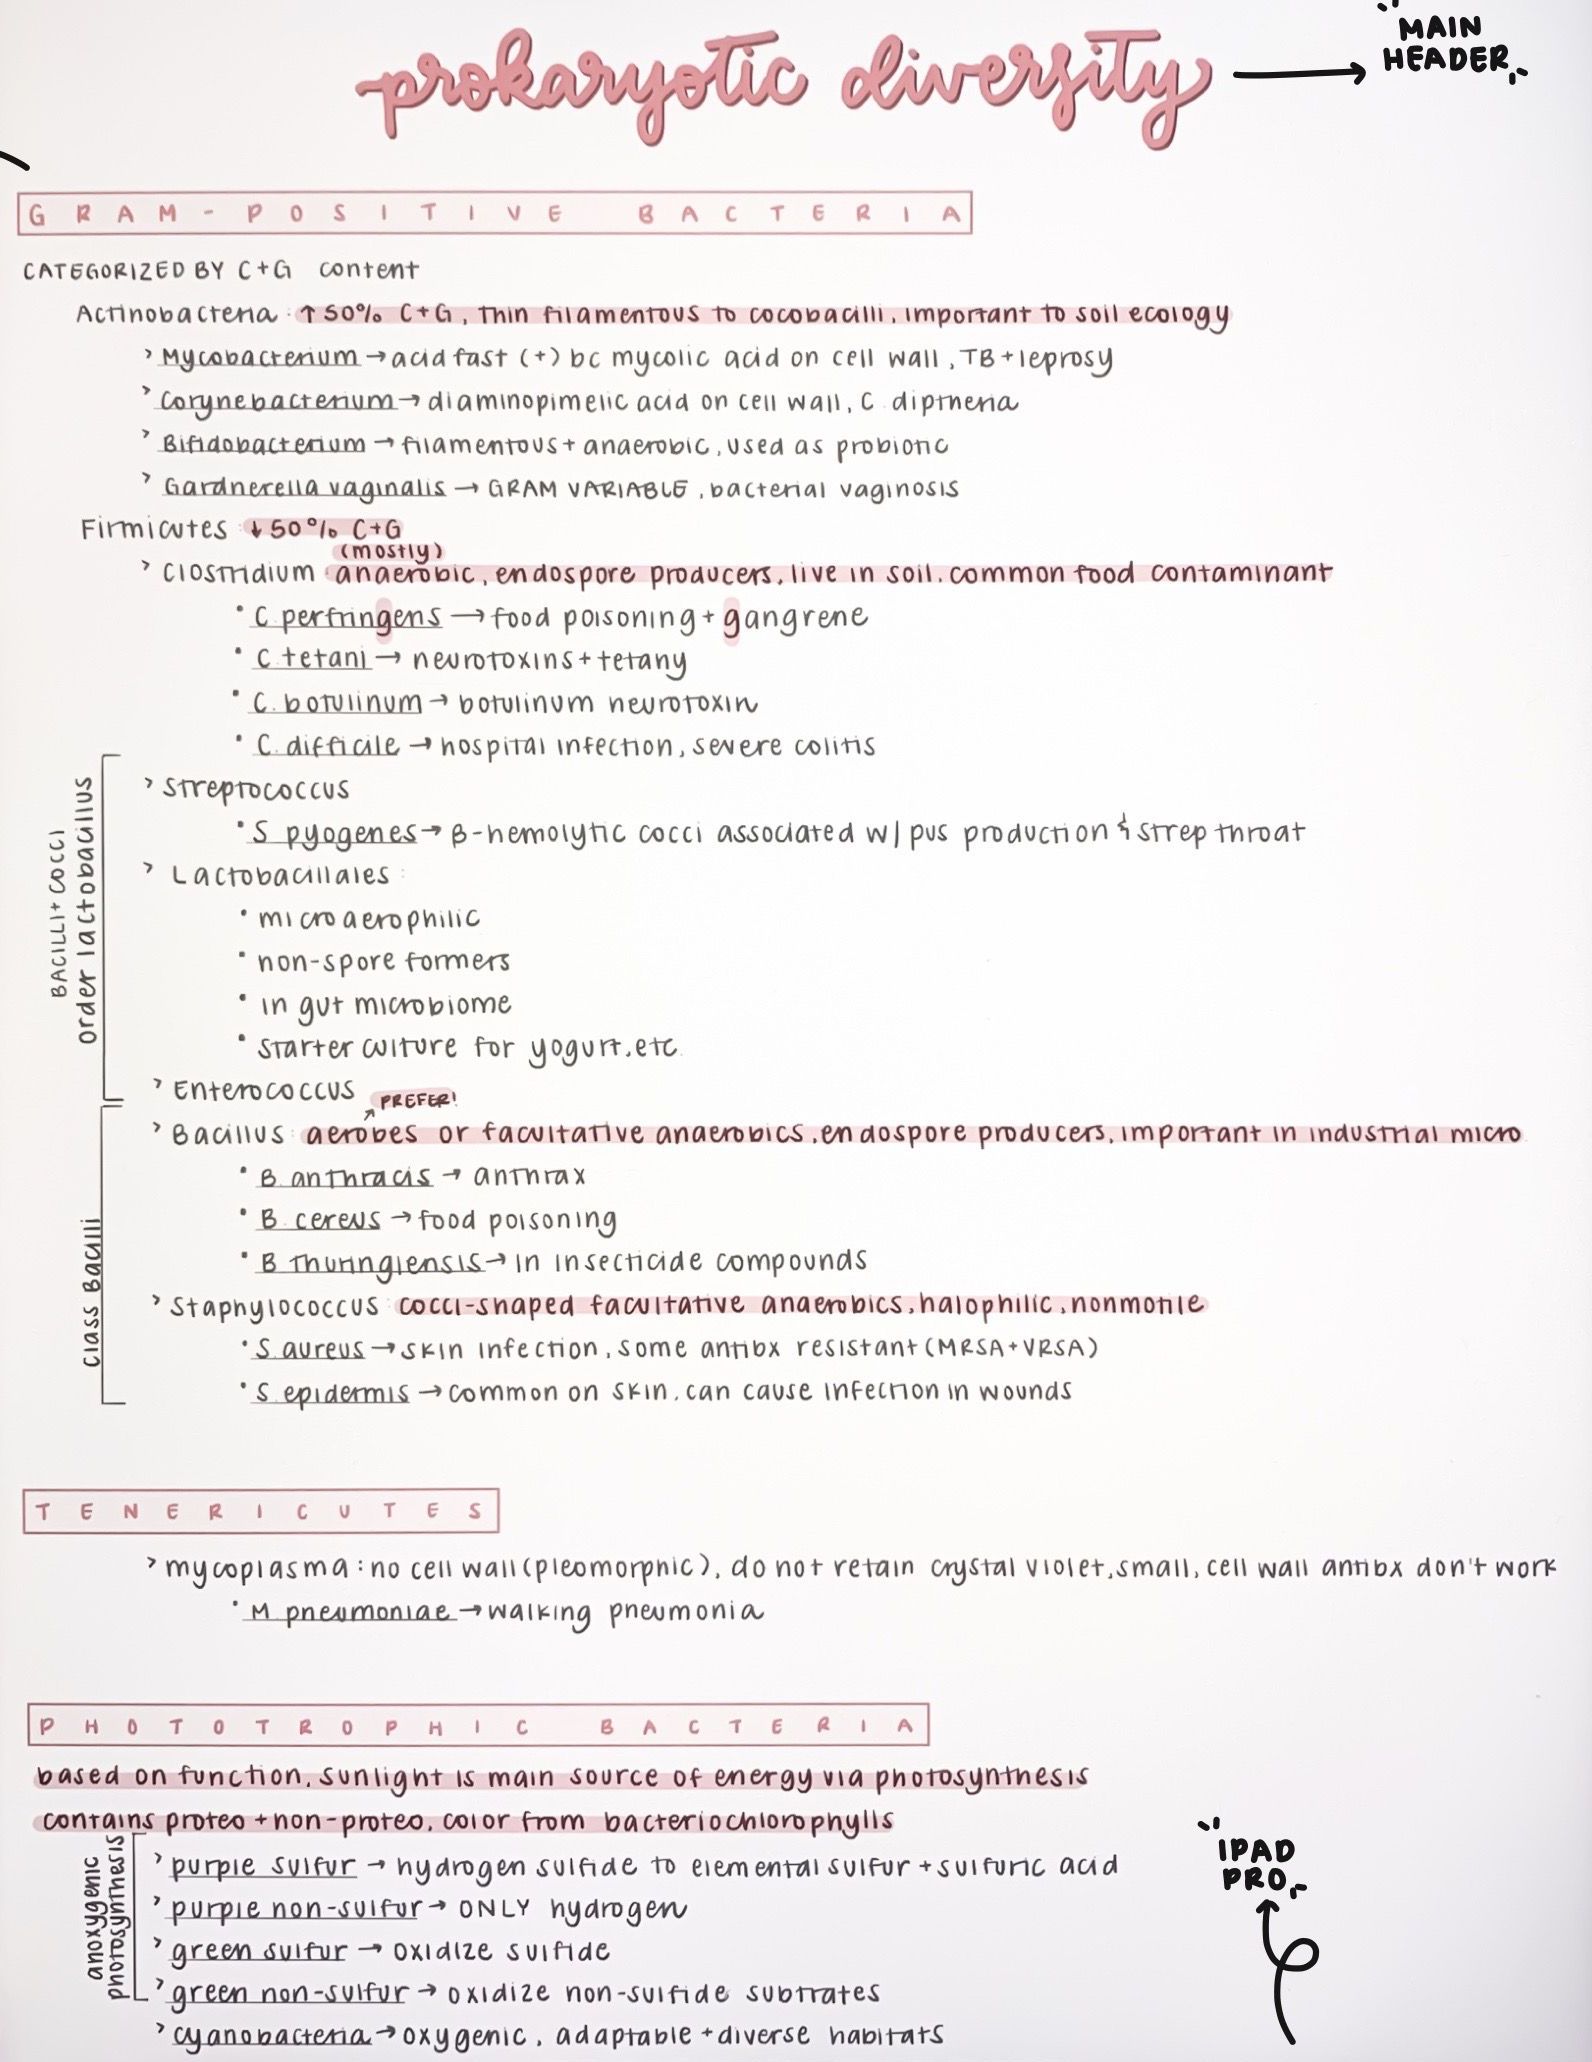 prokaryotic diversity
MAIN
HEADER
GRAM-POSITIVE BACTERIA
CATEGORIZED BY C+G content
Actinobacteria: ↑50% C+G, thin filamentous to cocobacilli, important to soil ecology
> Mycobacterium → acid fast (+) bc mycolic acid on cell wall, TB + leprosy
> Corynebacterium → diaminopimelic acid on cell wall, C. diptheria
> Bifidobacterium → filamentous + anaerobic, used as probiotic
> Gardnerella vaginalis → GRAM VARIABLE, bacterial vaginosis
Firmicutes: ↓50% C+G
(mostly)
> Clostridium: anaerobic, endospore producers, live in soil, common food contaminant
• C. perfringens → food poisoning + gangrene
• C. tetani → neurotoxins + tetany
• C. botulinum → botulinum neurotoxin
• C. difficile → hospital infection, severe colitis
BACILLI + COCCI
order lactobacillus
> Streptococcus
• S. pyogenes → β-hemolytic cocci associated w/ pus production & strep throat
> Lactobacillales:
• microaerophilic
• non-spore formers
• in gut microbiome
• starter culture for yogurt, etc.
> Enterococcus
PREFER!
Class Bacilli
> Bacillus: aerobes or facultative anaerobics, endospore producers, important in industrial micro
• B. anthracis → anthrax
• B. cereus → food poisoning
• B. thuringiensis → in insecticide compounds
> Staphylococcus: cocci-shaped facultative anaerobics, halophilic, nonmotile
• S. aureus → skin infection, some antibx resistant (MRSA + VRSA)
• S. epidermis → common on skin, can cause infection in wounds
TENERICUTES
> mycoplasma: no cell wall (pleomorphic), do not retain crystal violet, small, cell wall antibx don't work
• M. pneumoniae → walking pneumonia
PHOTOTROPHIC BACTERIA
based on function, sunlight is main source of energy via photosynthesis
contains proteo + non-proteo, color from bacteriochlorophylls
anoxygenic
photosynthesis
> purple sulfur → hydrogen sulfide to elemental sulfur + sulfuric acid
> purple non-sulfur → ONLY hydrogen
> green sulfur → oxidize sulfide
> green non-sulfur → oxidize non-sulfide subtrates
> cyanobacteria → oxygenic, adaptable + diverse habitats
IPAD
PRO